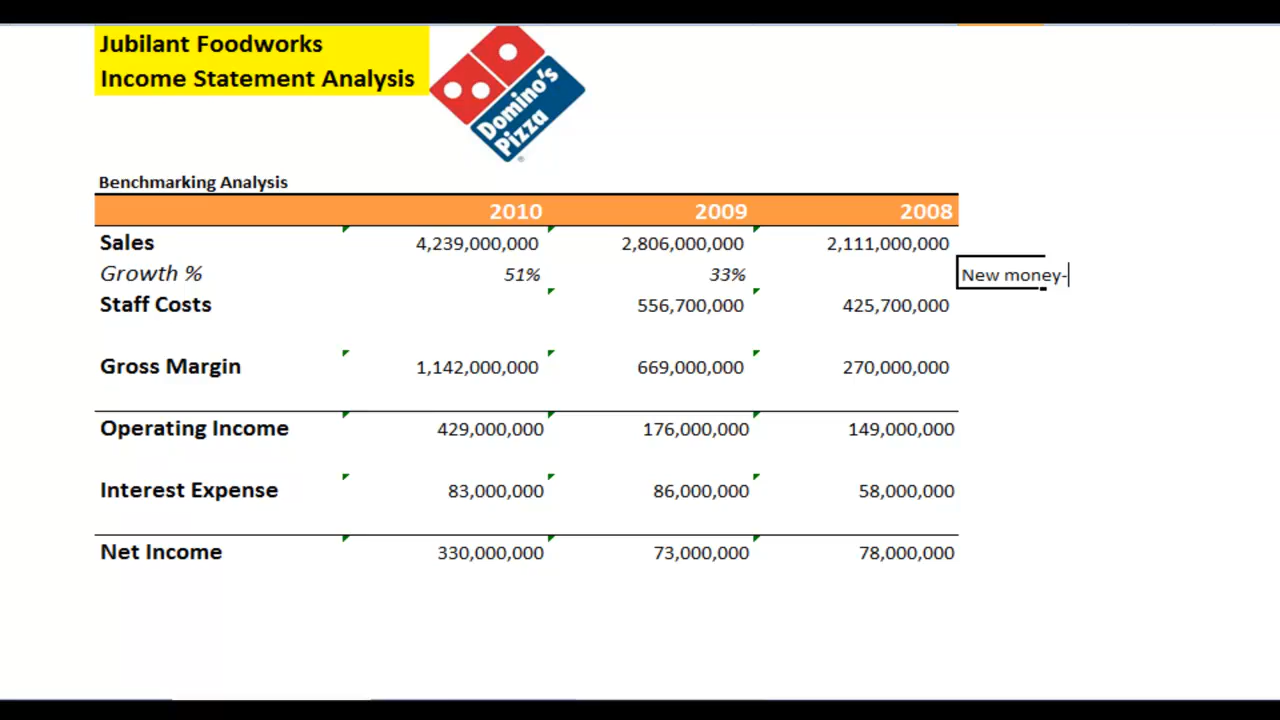 Jubilant Foodworks
Income Statement Analysis
Domino's
Pizza
®
Benchmarking Analysis
2010 2009 2008
Sales 4,239,000,000 2,806,000,000 2,111,000,000
Growth % 51% 33% New money-
Staff Costs 556,700,000 425,700,000
Gross Margin 1,142,000,000 669,000,000 270,000,000
Operating Income 429,000,000 176,000,000 149,000,000
Interest Expense 83,000,000 86,000,000 58,000,000
Net Income 330,000,000 73,000,000 78,000,000